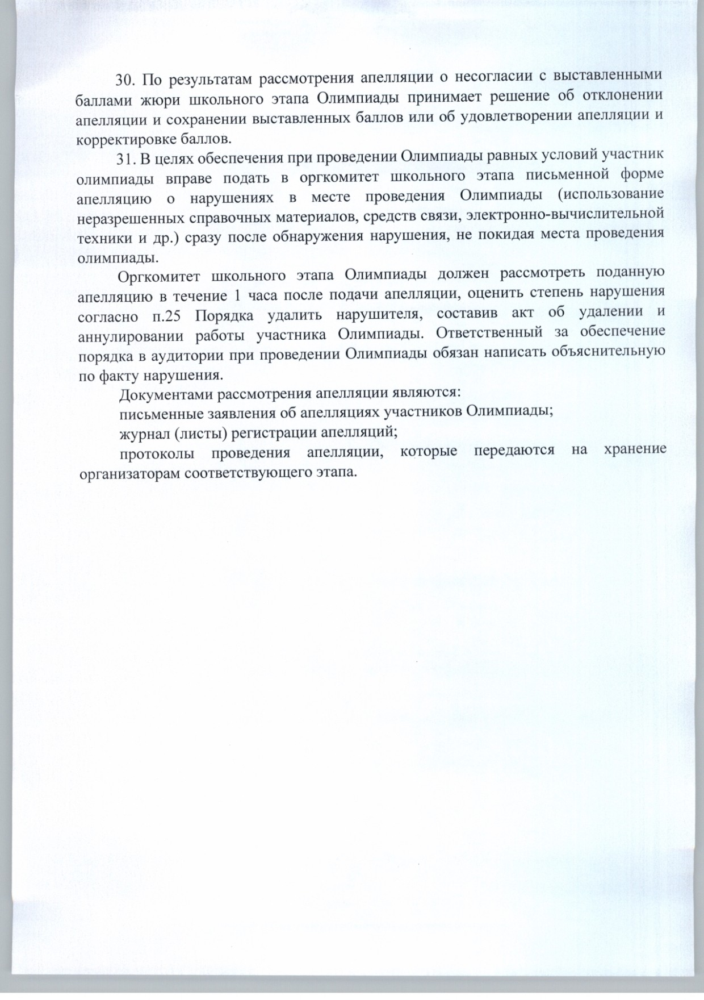 30. По результатам рассмотрения апелляции о несогласии с выставленными
баллами жюри школьного этапа Олимпиады принимает решение об отклонении
апелляции и сохранении выставленных баллов или об удовлетворении апелляции и
корректировке баллов.
31. В целях обеспечения при проведении Олимпиады равных условий участник
олимпиады вправе подать в оргкомитет школьного этапа письменной форме
апелляцию о нарушениях в месте проведения Олимпиады (использование
неразрешенных справочных материалов, средств связи, электронно-вычислительной
техники и др.) сразу после обнаружения нарушения, не покидая места проведения
олимпиады.
Оргкомитет школьного этапа Олимпиады должен рассмотреть поданную
апелляцию в течение 1 часа после подачи апелляции, оценить степень нарушения
согласно п.25 Порядка удалить нарушителя, составив акт об удалении и
аннулировании работы участника Олимпиады. Ответственный за обеспечение
порядка в аудитории при проведении Олимпиады обязан написать объяснительную
по факту нарушения.
Документами рассмотрения апелляции являются:
письменные заявления об апелляциях участников Олимпиады;
журнал (листы) регистрации апелляций;
протоколы проведения апелляции, которые передаются на хранение
организаторам соответствующего этапа.